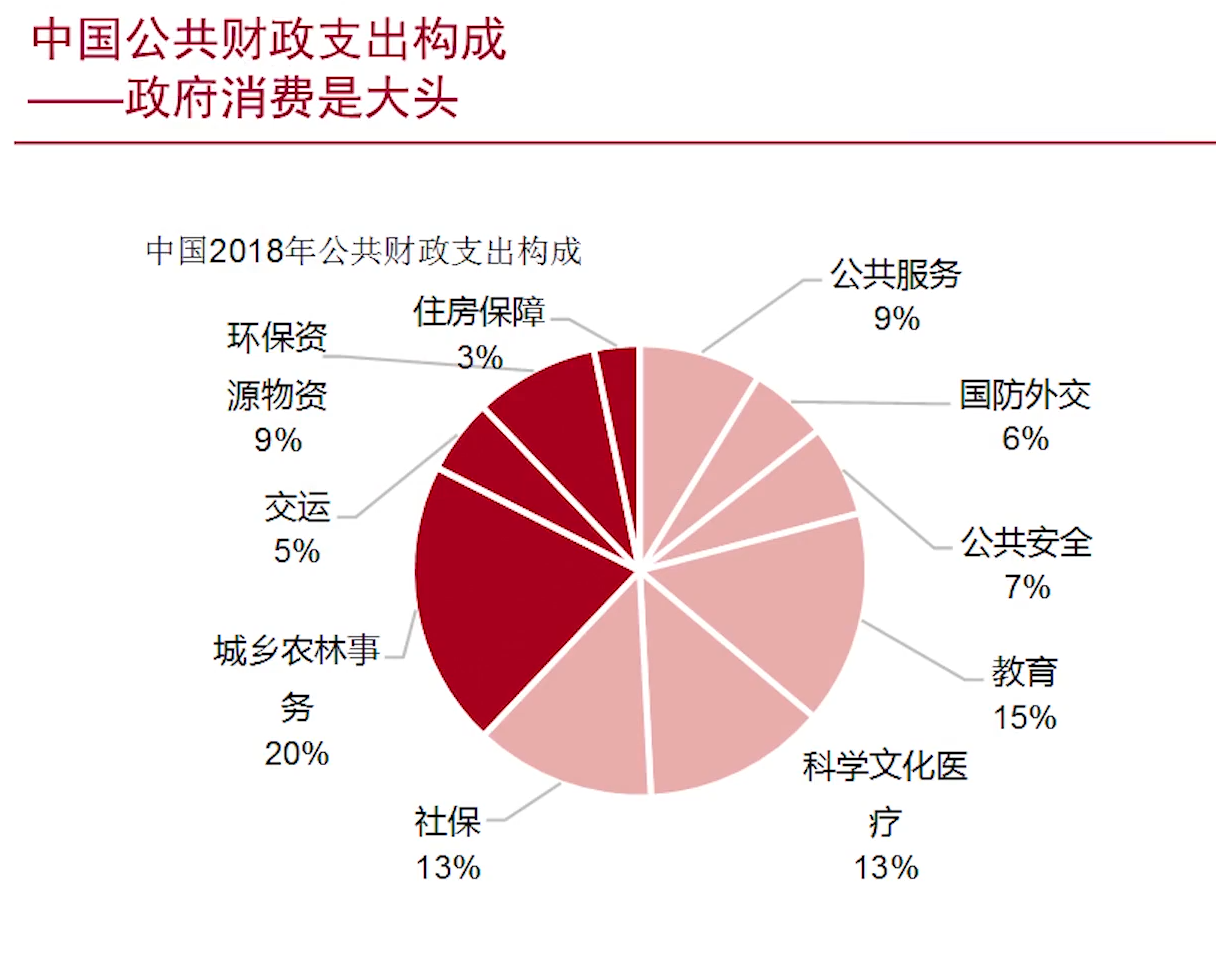 中国公共财政支出构成
——政府消费是大头
中国2018年公共财政支出构成
公共服务
9%
国防外交
6%
公共安全
7%
教育
15%
科学文化医
疗
13%
社保
13%
城乡农林事
务
20%
交运
5%
环保资
源物资
9%
住房保障
3%